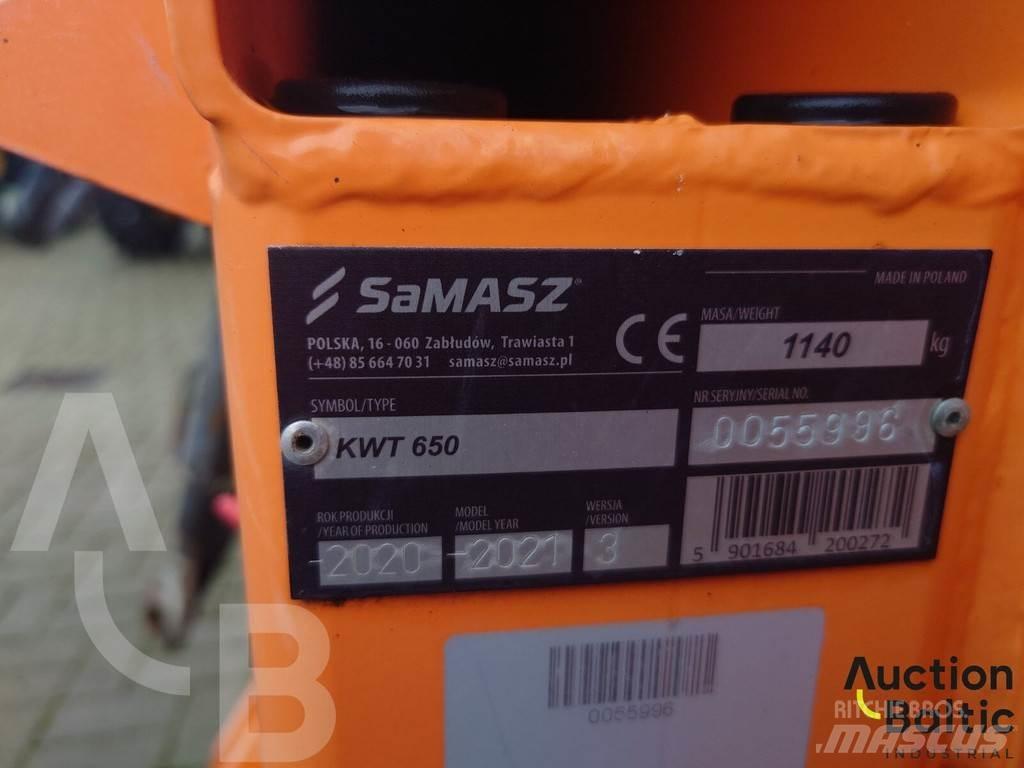 SaMASZ
POLSKA, 16 - 060 Zabłudów, Trawiasta 1
(+48) 85 664 70 31 samasz@samasz.pl
CE
MADE IN POLAND
MASA/WEIGHT
1140 kg
SYMBOL/TYPE
KWT 650
NR SERYJNY/SERIAL NO.
0055996
ROK PRODUKCJI
/YEAR OF PRODUCTION
-2020
MODEL
/MODEL YEAR
-2021
WERSJA
/VERSION
3
5 901684 200272
0055996
AB
Auction
Baltic
INDUSTRIAL
RITCHIE BROS.
MASCUS